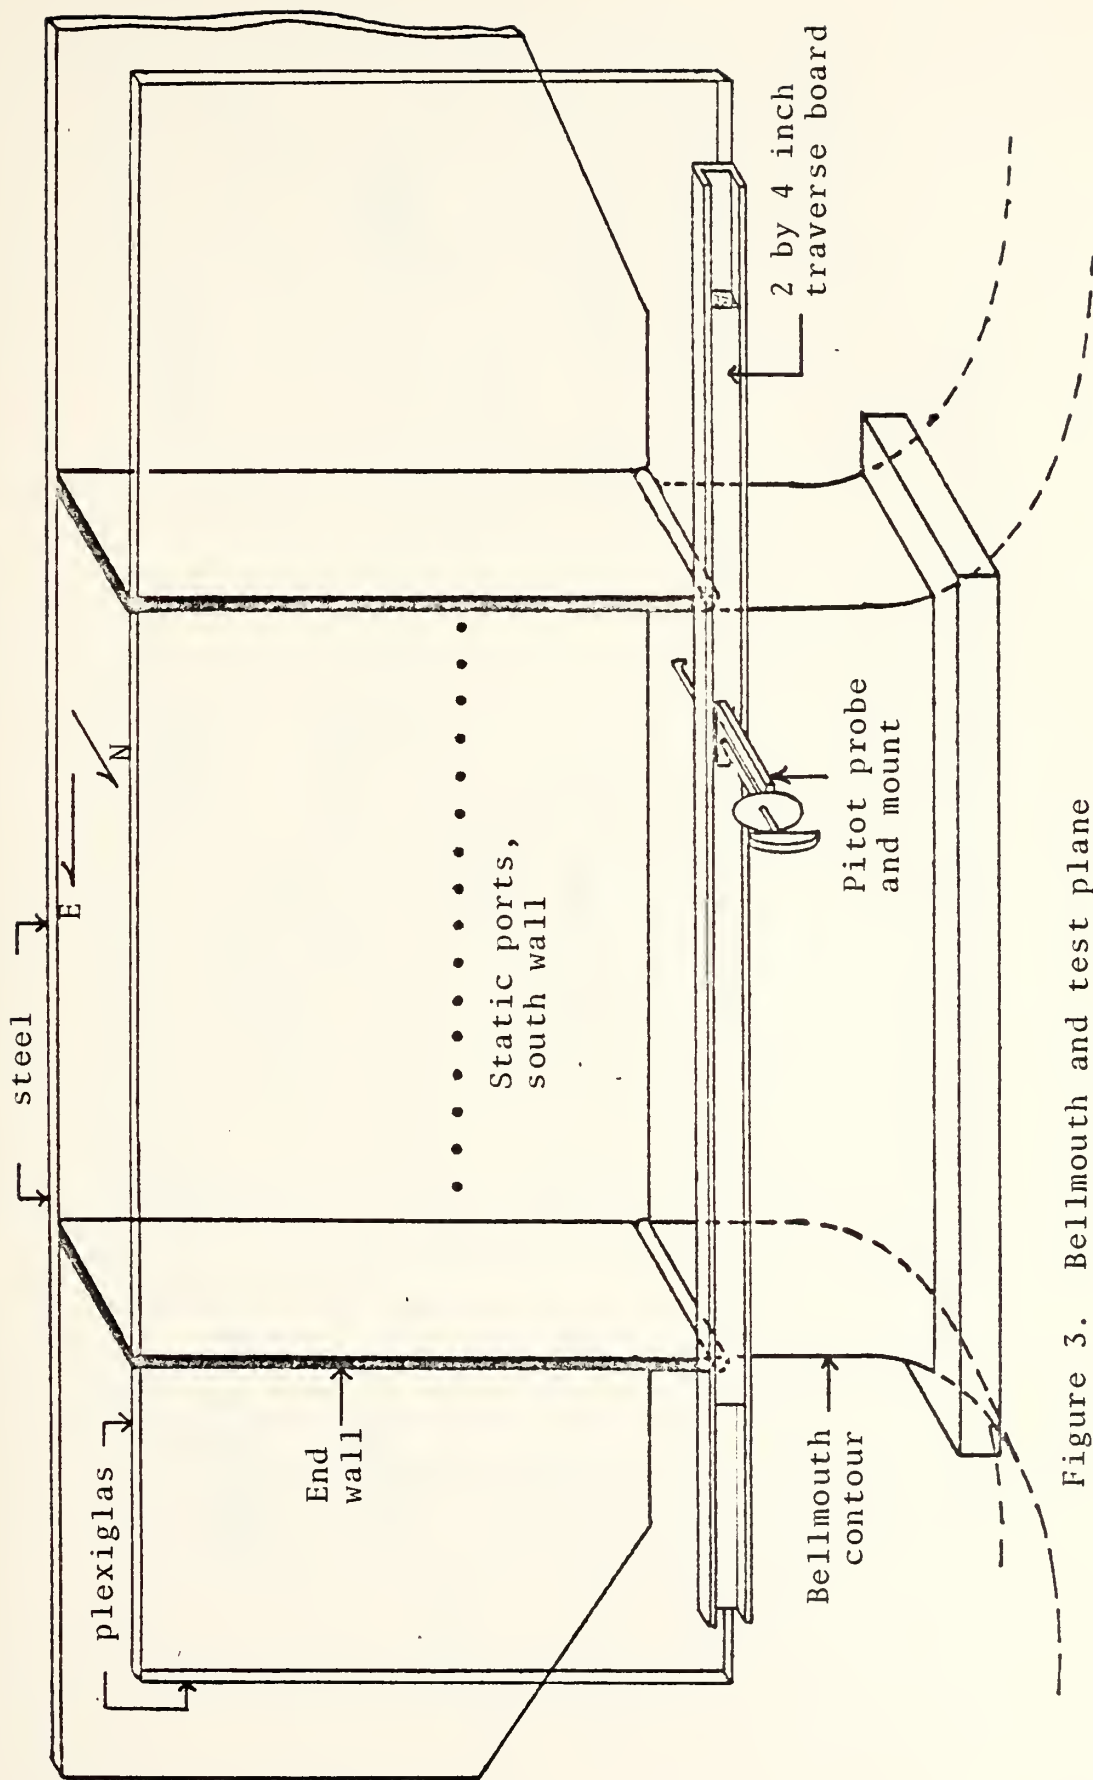 steel
plexiglas
E
N
End
wall
Static ports,
south wall
2 by 4 inch
traverse board
Pitot probe
and mount
Bellmouth
contour
Figure 3. Bellmouth and test plane